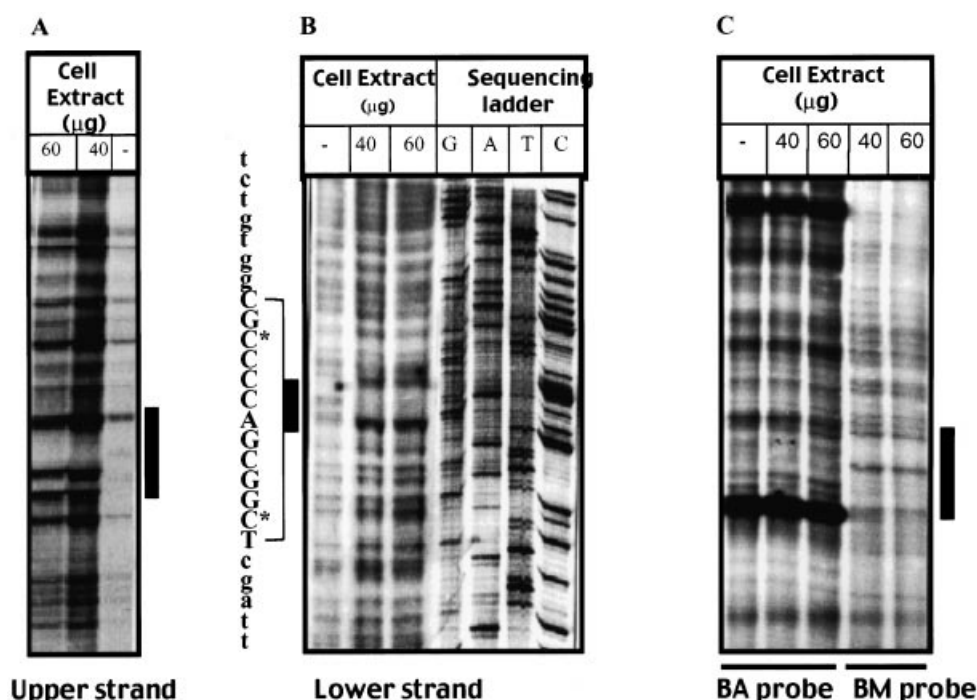 A
Cell
Extract
(µg)
60 40 -
Upper strand
B
Cell Extract
(µg)
Sequencing
ladder
- 40 60 G A T C
t
c
t
g
t
g
g
C
G
C*
C
C
C
A
G
C
G
G
C*
T
c
g
a
t
t
Lower strand
C
Cell Extract
(µg)
- 40 60 40 60
BA probe BM probe